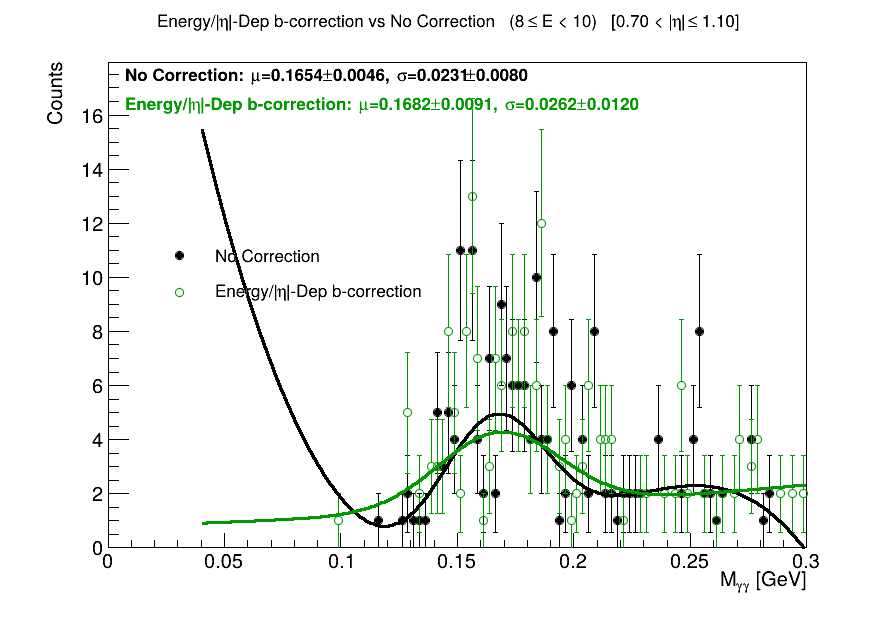 Energy/|η|-Dep b-correction vs No Correction (8 ≤ E < 10) [0.70 < |η| ≤ 1.10]
No Correction: μ=0.1654±0.0046, σ=0.0231±0.0080
Energy/|η|-Dep b-correction: μ=0.1682±0.0091, σ=0.0262±0.0120
Counts
16
14
12
10
8
6
4
2
0
No Correction
Energy/|η|-Dep b-correction
0 0.05 0.1 0.15 0.2 0.25 0.3
Mγγ [GeV]